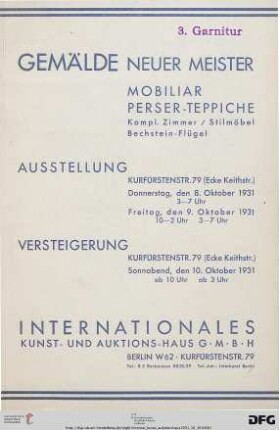 3. Garnitur
GEMÄLDE NEUER MEISTER
MOBILIAR
PERSER-TEPPICHE
Kompl. Zimmer / Stilmöbel
Bechstein-Flügel
AUSSTELLUNG
KURFÜRSTENSTR. 79 (Ecke Keithstr.)
Donnerstag, den 8. Oktober 1931
3-7 Uhr
Freitag, den 9. Oktober 1931
10-2 Uhr 3-7 Uhr
VERSTEIGERUNG
KURFÜRSTENSTR. 79 (Ecke Keithstr.)
Sonnabend, den 10. Oktober 1931
ab 10 Uhr ab 3 Uhr
INTERNATIONALES
KUNST- UND AUKTIONS-HAUS G·M·B·H
BERLIN W62 · KURFÜRSTENSTR. 79
DFG